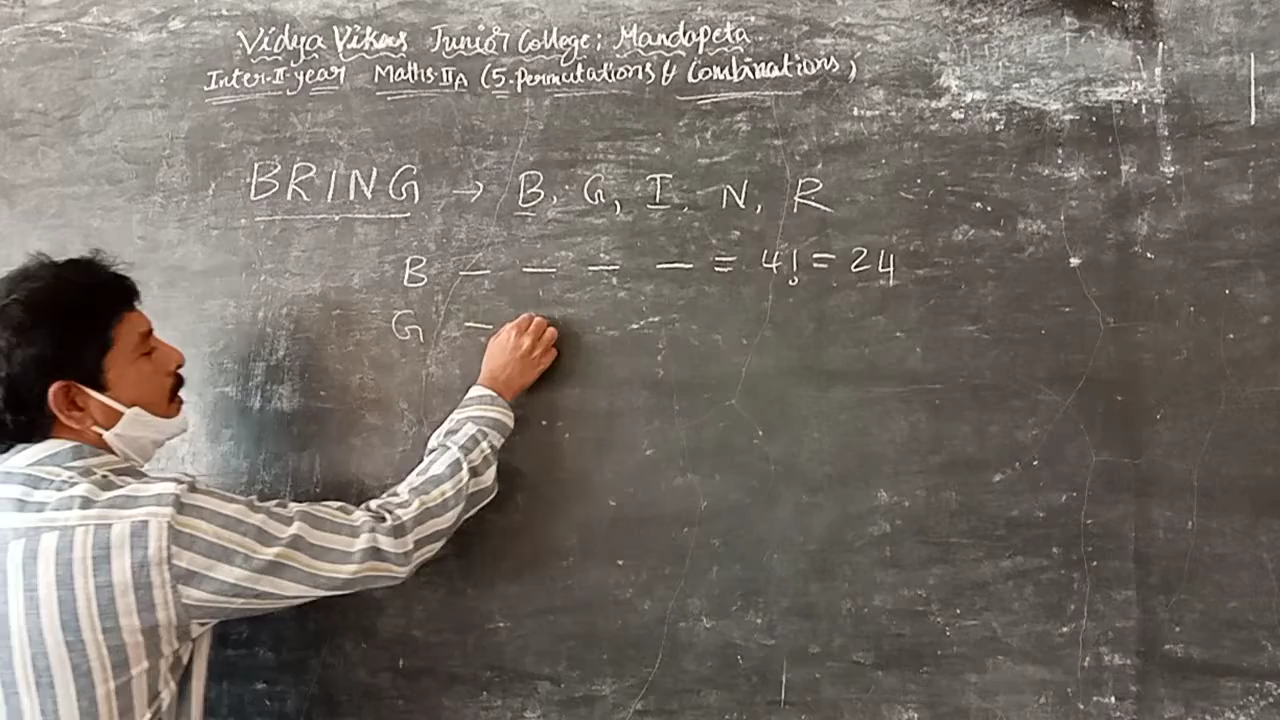 Vidya Vikas Junior College; Mandapeta.
Inter-II-year Maths-IIA (5.Permutations & Combinations)
BRING → B, G, I, N, R
B — — — — = 4! = 24
G —